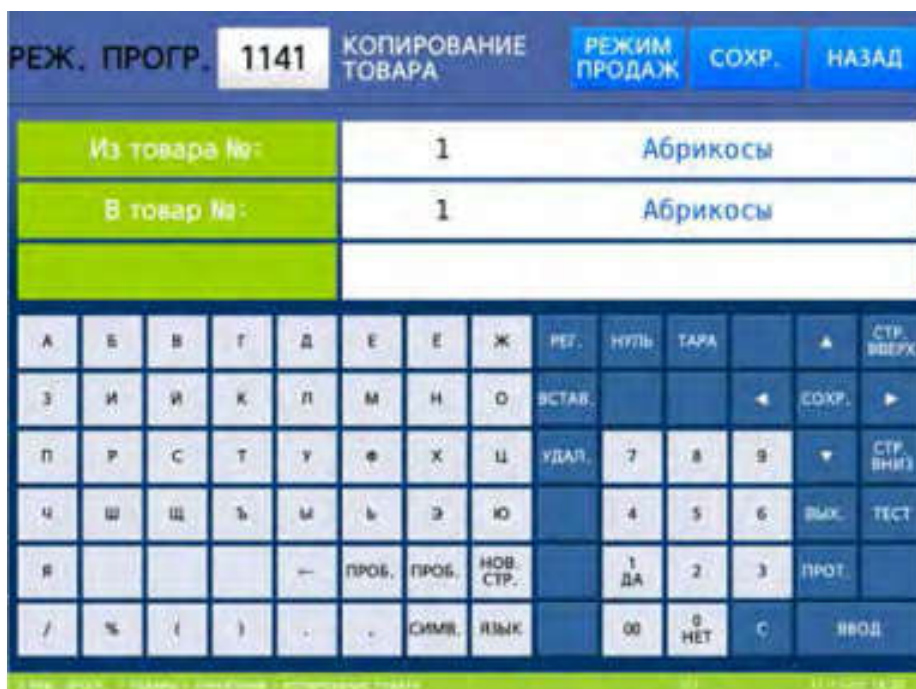 РЕЖ. ПРОГР. 1141 КОПИРОВАНИЕ ТОВАРА РЕЖИМ ПРОДАЖ СОХР. НАЗАД
Из товара №: 1 Абрикосы
В товар №: 1 Абрикосы
А Б В Г Д Е Ё Ж РЕГ. НУЛЬ ТАРА ▲ СТР. ВВЕРХ
З И Й К Л М Н О ВСТАВ. ◄ СОХР. ►
П Р С Т У Ф Х Ц УДАЛ. 7 8 9 ▼ СТР. ВНИЗ
Ч Ш Щ Ъ Ы Ь Э Ю 4 5 6 ВЫХ. ТЕСТ
Я ← ПРОБ. ПРОБ. НОВ. СТР. 1 ДА 2 3 ПРОТ.
/ % ( ) СИМВ. ЯЗЫК 00 0 НЕТ C ВВОД